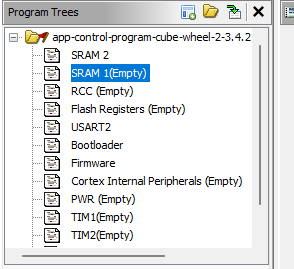 Program Trees
app-control-program-cube-wheel-2-3.4.2
SRAM 2
SRAM 1(Empty)
RCC (Empty)
Flash Registers (Empty)
USART2
Bootloader
Firmware
Cortex Internal Peripherals (Empty)
PWR (Empty)
TIM1(Empty)
TIM2(Empty)